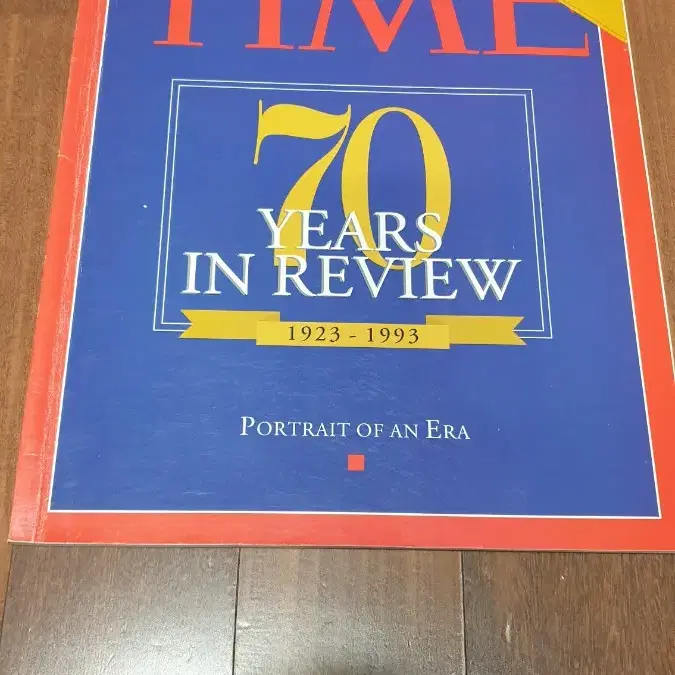 TIME
70
YEARS
IN REVIEW
1923 - 1993
PORTRAIT OF AN ERA